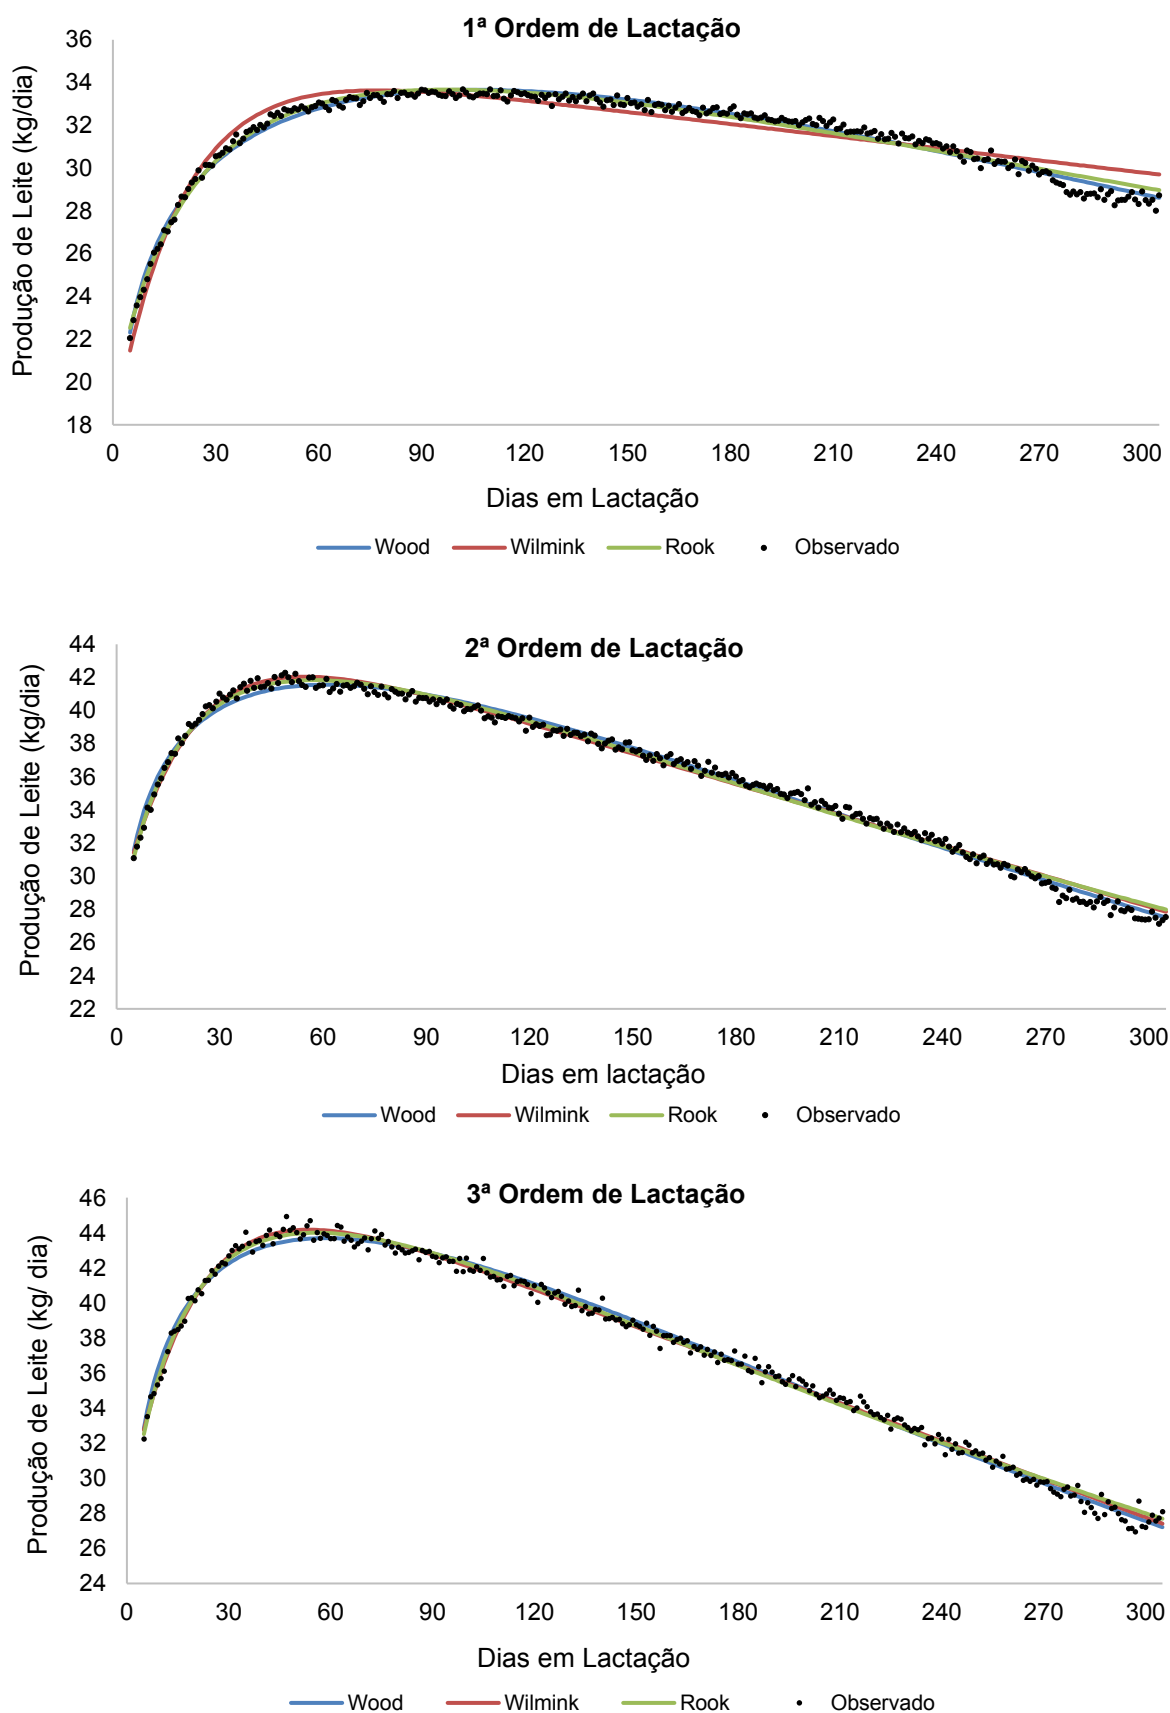 1ª Ordem de Lactação
Produção de Leite (kg/dia)
36
34
32
30
28
26
24
22
20
18
0 30 60 90 120 150 180 210 240 270 300
Dias em Lactação
Wood Wilmink Rook Observado
2ª Ordem de Lactação
Produção de Leite (kg/dia)
44
42
40
38
36
34
32
30
28
26
24
22
0 30 60 90 120 150 180 210 240 270 300
Dias em lactação
Wood Wilmink Rook Observado
3ª Ordem de Lactação
Produção de Leite (kg/ dia)
46
44
42
40
38
36
34
32
30
28
26
24
0 30 60 90 120 150 180 210 240 270 300
Dias em Lactação
Wood Wilmink Rook Observado